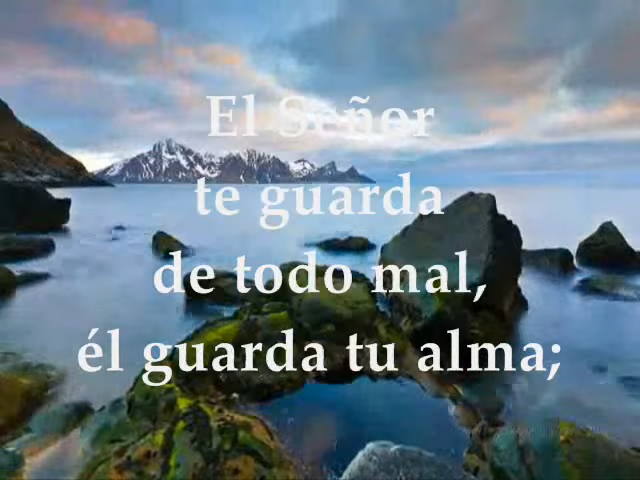 El Señor
te guarda
de todo mal,
él guarda tu alma;